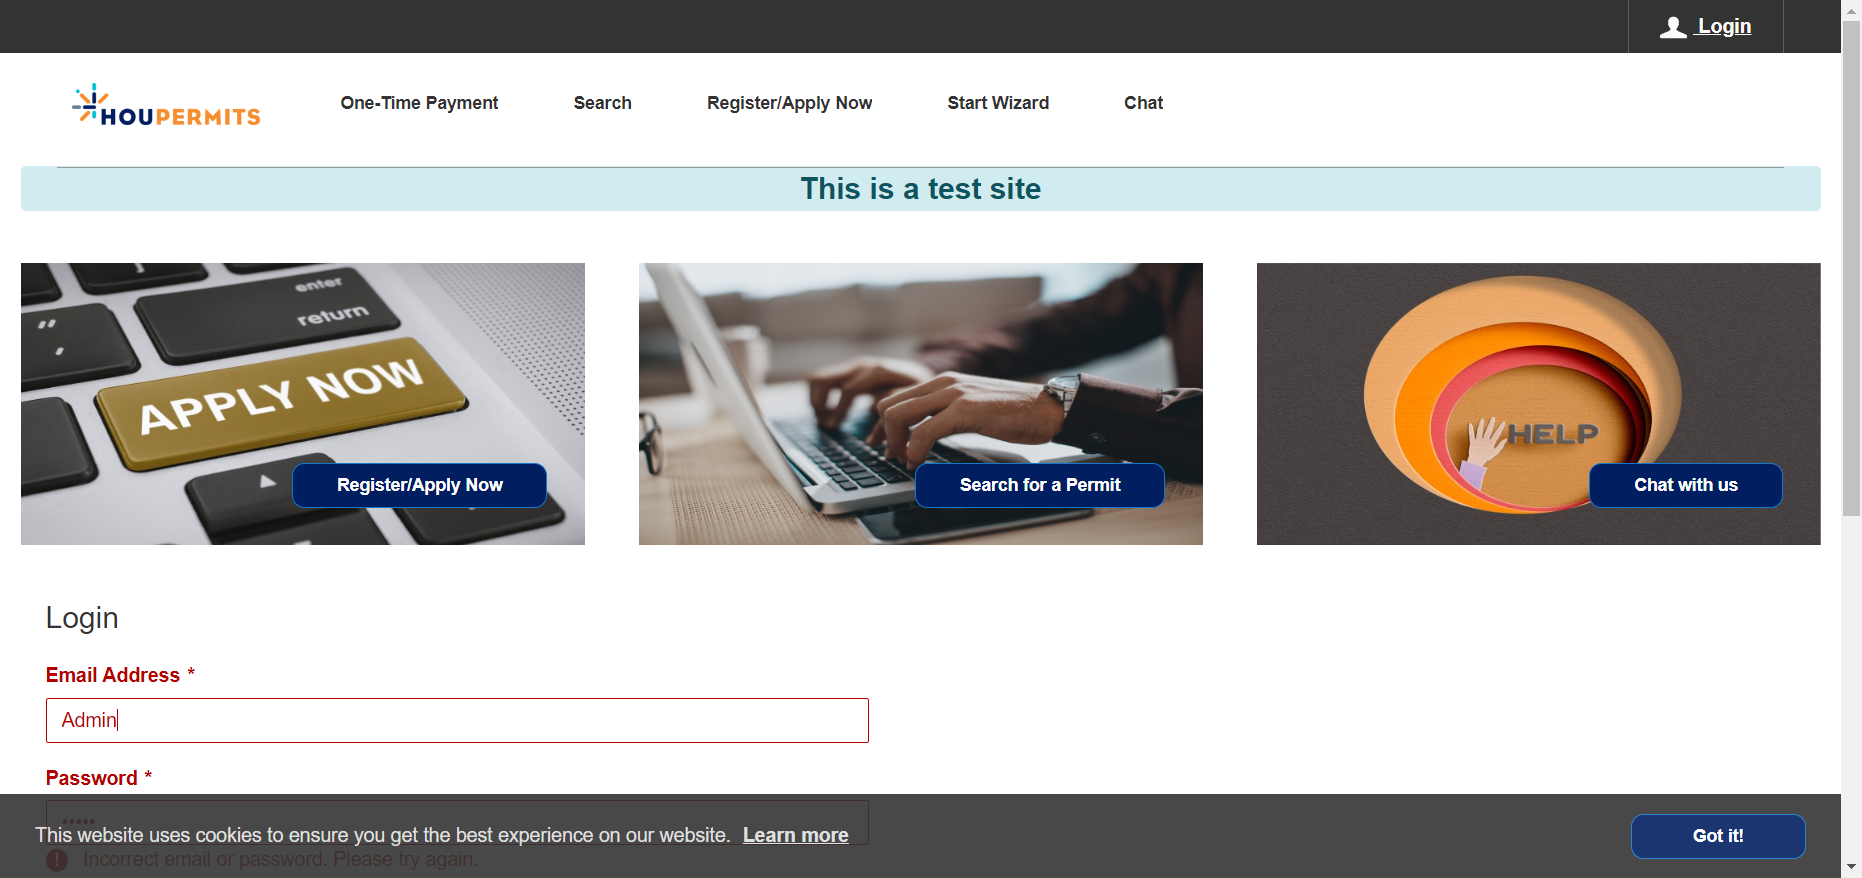 Login
HOUPERMITS
One-Time Payment
Search
Register/Apply Now
Start Wizard
Chat
This is a test site
enter
return
APPLY NOW
Register/Apply Now
Search for a Permit
HELP
Chat with us
Login
Email Address *
Admin
Password *
•••••
This website uses cookies to ensure you get the best experience on our website. Learn more
Got it!
Incorrect email or password. Please try again.